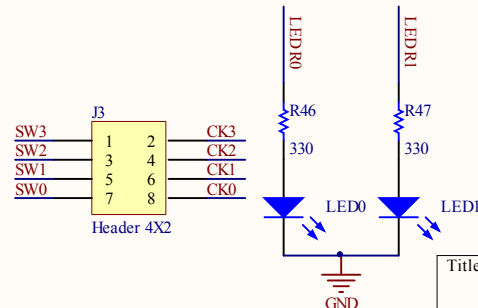 LEDR0
LEDR1
J3
R46
R47
SW3 1 2 CK3
330
330
SW2 3 4 CK2
SW1 5 6 CK1
SW0 7 8 CK0
LED0
LED1
Header 4X2
Title
GND